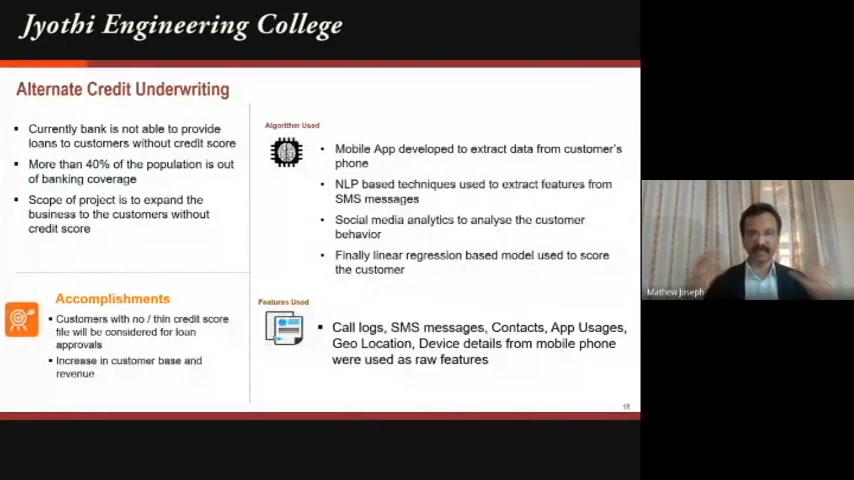 Jyothi Engineering College
Alternate Credit Underwriting
▪ Currently bank is not able to provide
loans to customers without credit score
▪ More than 40% of the population is out
of banking coverage
▪ Scope of project is to expand the
business to the customers without
credit score
Accomplishments
▪ Customers with no / thin credit score
file will be considered for loan
approvals
▪ Increase in customer base and
revenue
Algorithm Used
• Mobile App developed to extract data from customer's
phone
• NLP based techniques used to extract features from
SMS messages
• Social media analytics to analyse the customer
behavior
• Finally linear regression based model used to score
the customer
Features Used
▪ Call logs, SMS messages, Contacts, App Usages,
Geo Location, Device details from mobile phone
were used as raw features
18
Mathew Joseph